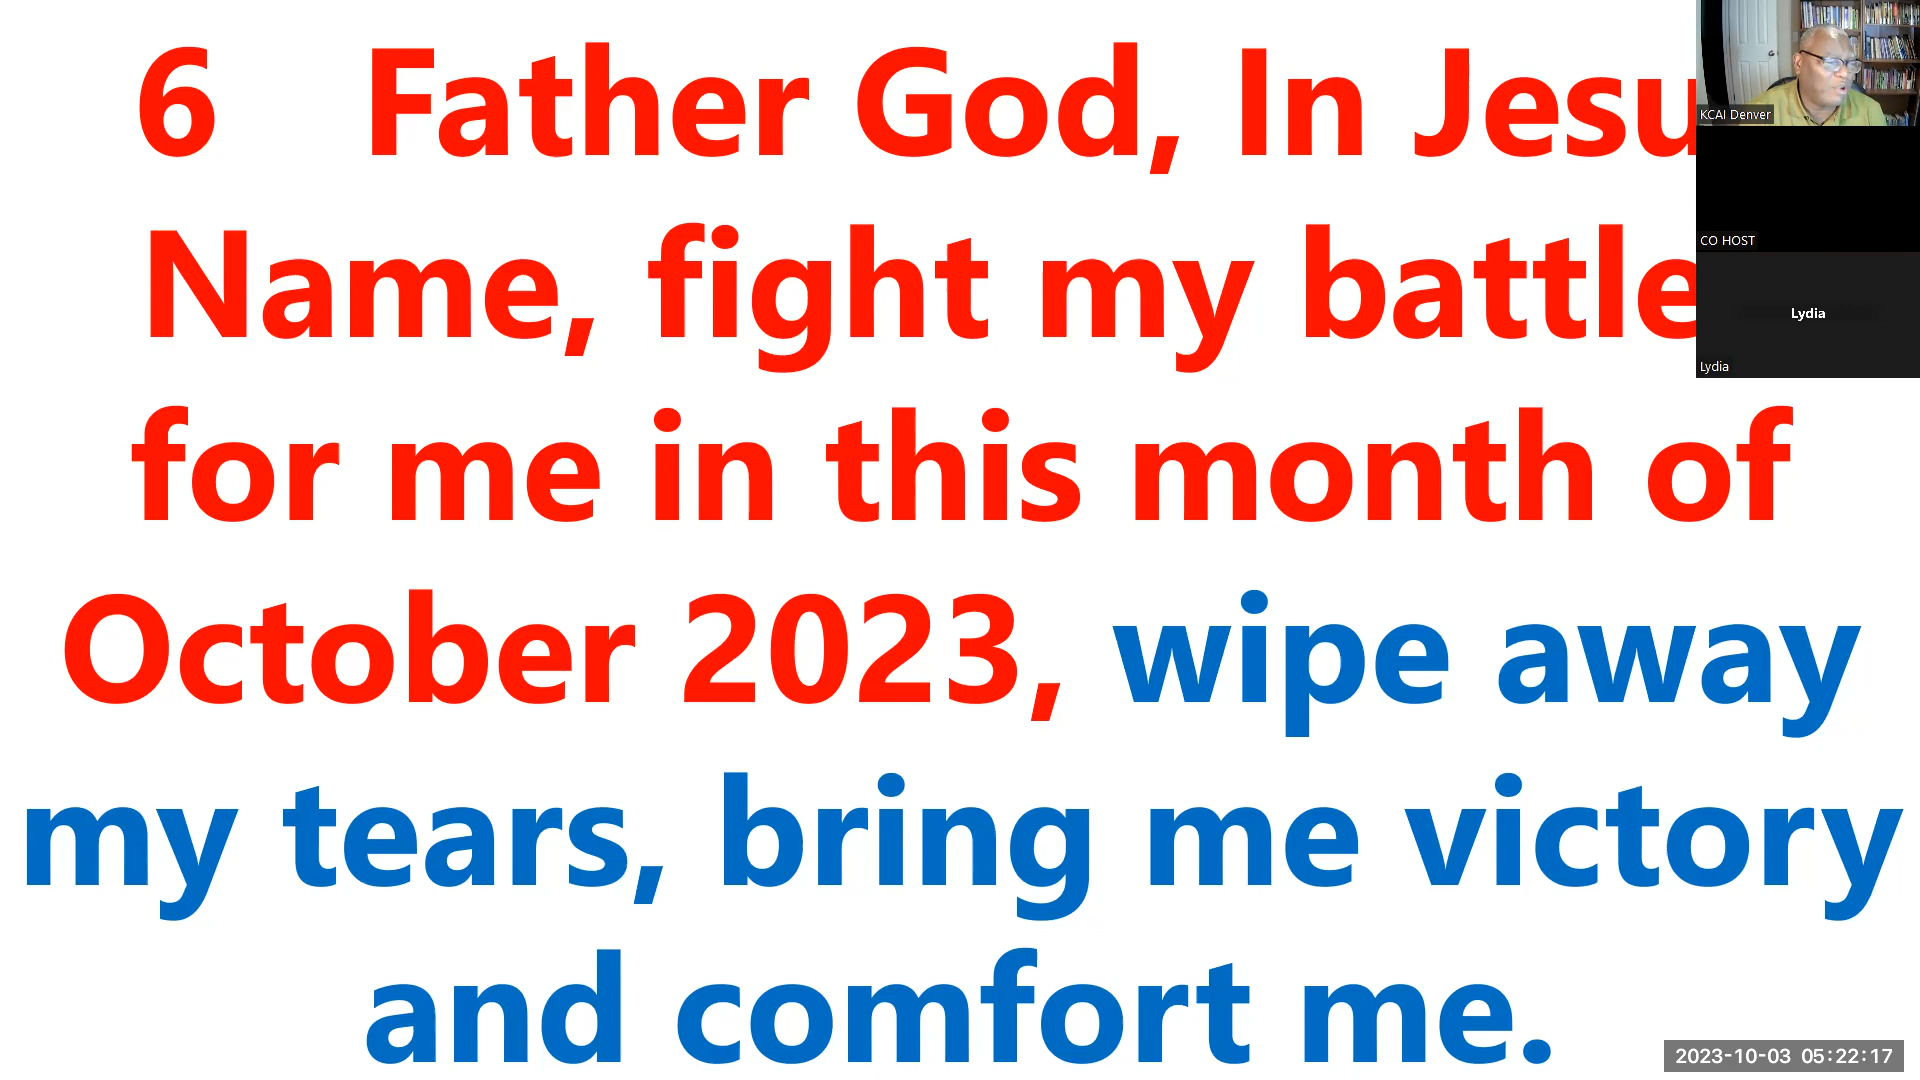 6 Father God, In Jesu
Name, fight my battle
for me in this month of
October 2023, wipe away
my tears, bring me victory
and comfort me.
KCAI Denver
CO HOST
Lydia
Lydia
2023-10-03 05:22:17